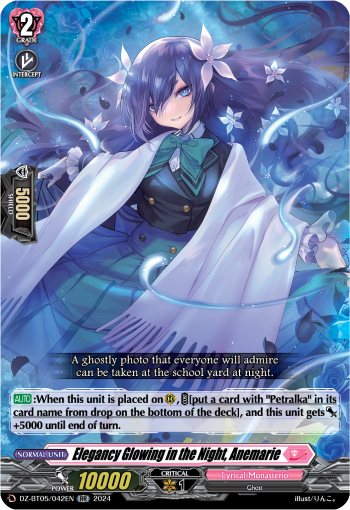 2
GRADE
INTERCEPT
5000
SHIELD
A ghostly photo that everyone will admire
can be taken at the school yard at night.
AUTO :When this unit is placed on (R), [put a card with "Petralka" in its
card name from drop on the bottom of the deck], and this unit gets
+5000 until end of turn.
NORMAL UNIT
Elegancy Glowing in the Night, Anemarie
Lyrical Monasterio
Ghost
POWER 10000
CRITICAL
1
DZ-BT05/042EN RR 2024
illust/りんこ。